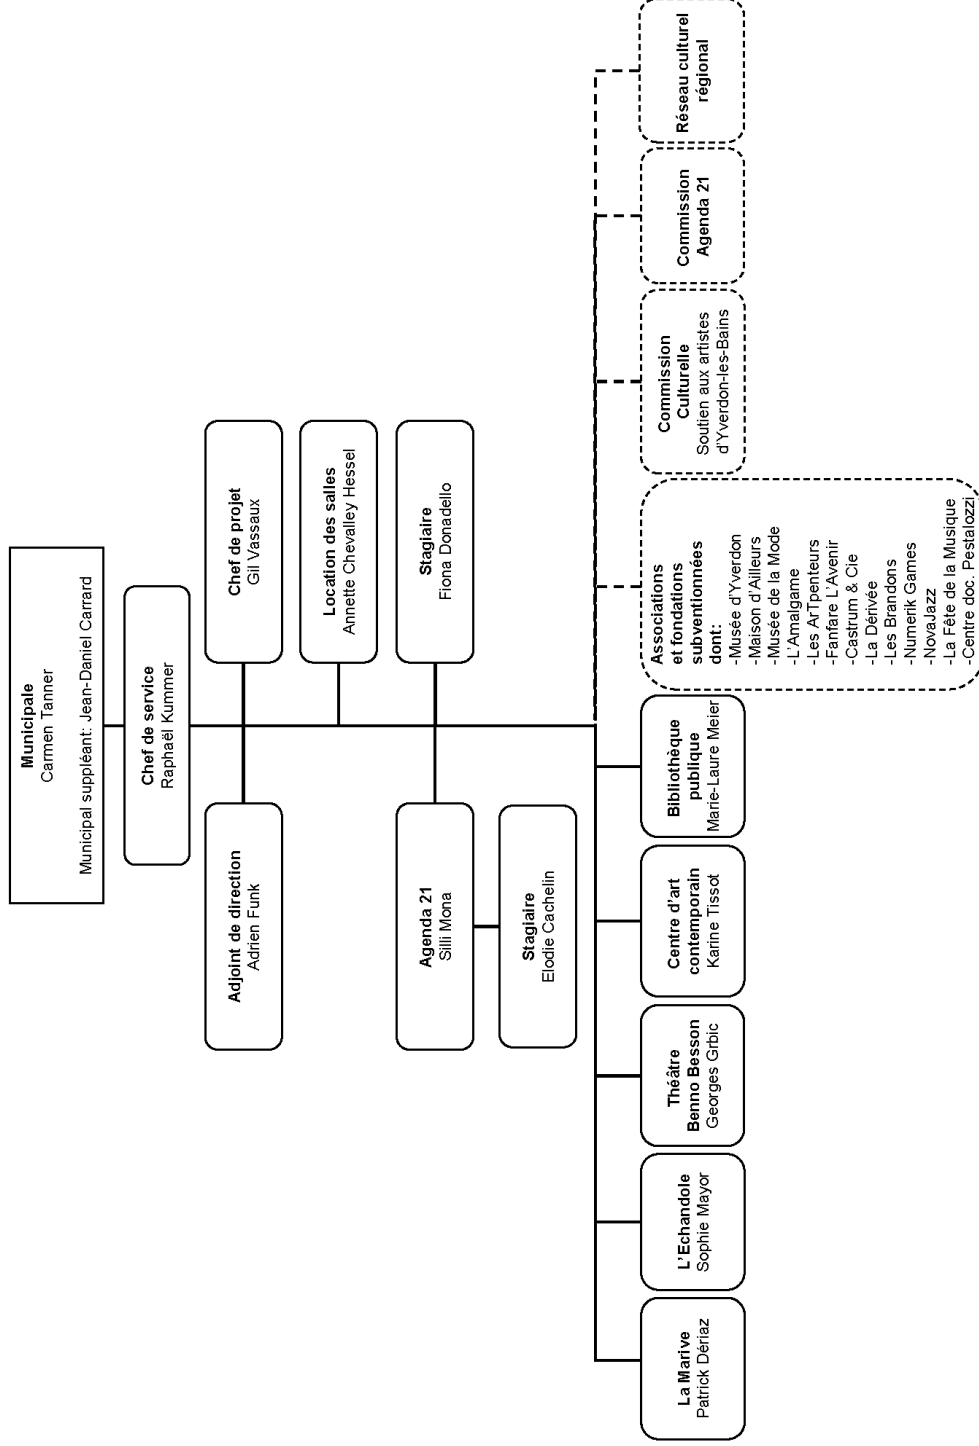 Municipale
Carmen Tanner
Municipal suppléant: Jean-Daniel Carrard
Chef de service
Raphaël Kummer
Adjoint de direction
Adrien Funk
Chef de projet
Gil Vassaux
Location des salles
Annette Chevalley Hessel
Agenda 21
Silli Mona
Stagiaire
Fiona Donadello
Stagiaire
Elodie Cachelin
La Marive
Patrick Dériaz
L'Echandole
Sophie Mayor
Théâtre
Benno Besson
Georges Grbic
Centre d'art
contemporain
Karine Tissot
Bibliothèque
publique
Marie-Laure Meier
Associations
et fondations
subventionnées
dont:
-Musée d'Yverdon
-Maison d'Ailleurs
-Musée de la Mode
-L'Amalgame
-Les ArTpenteurs
-Fanfare L'Avenir
-Castrum & Cie
-La Dérivée
-Les Brandons
-Numerik Games
-NovaJazz
-La Fête de la Musique
-Centre doc. Pestalozzi
Commission
Culturelle
Soutien aux artistes
d'Yverdon-les-Bains
Commission
Agenda 21
Réseau culturel
régional